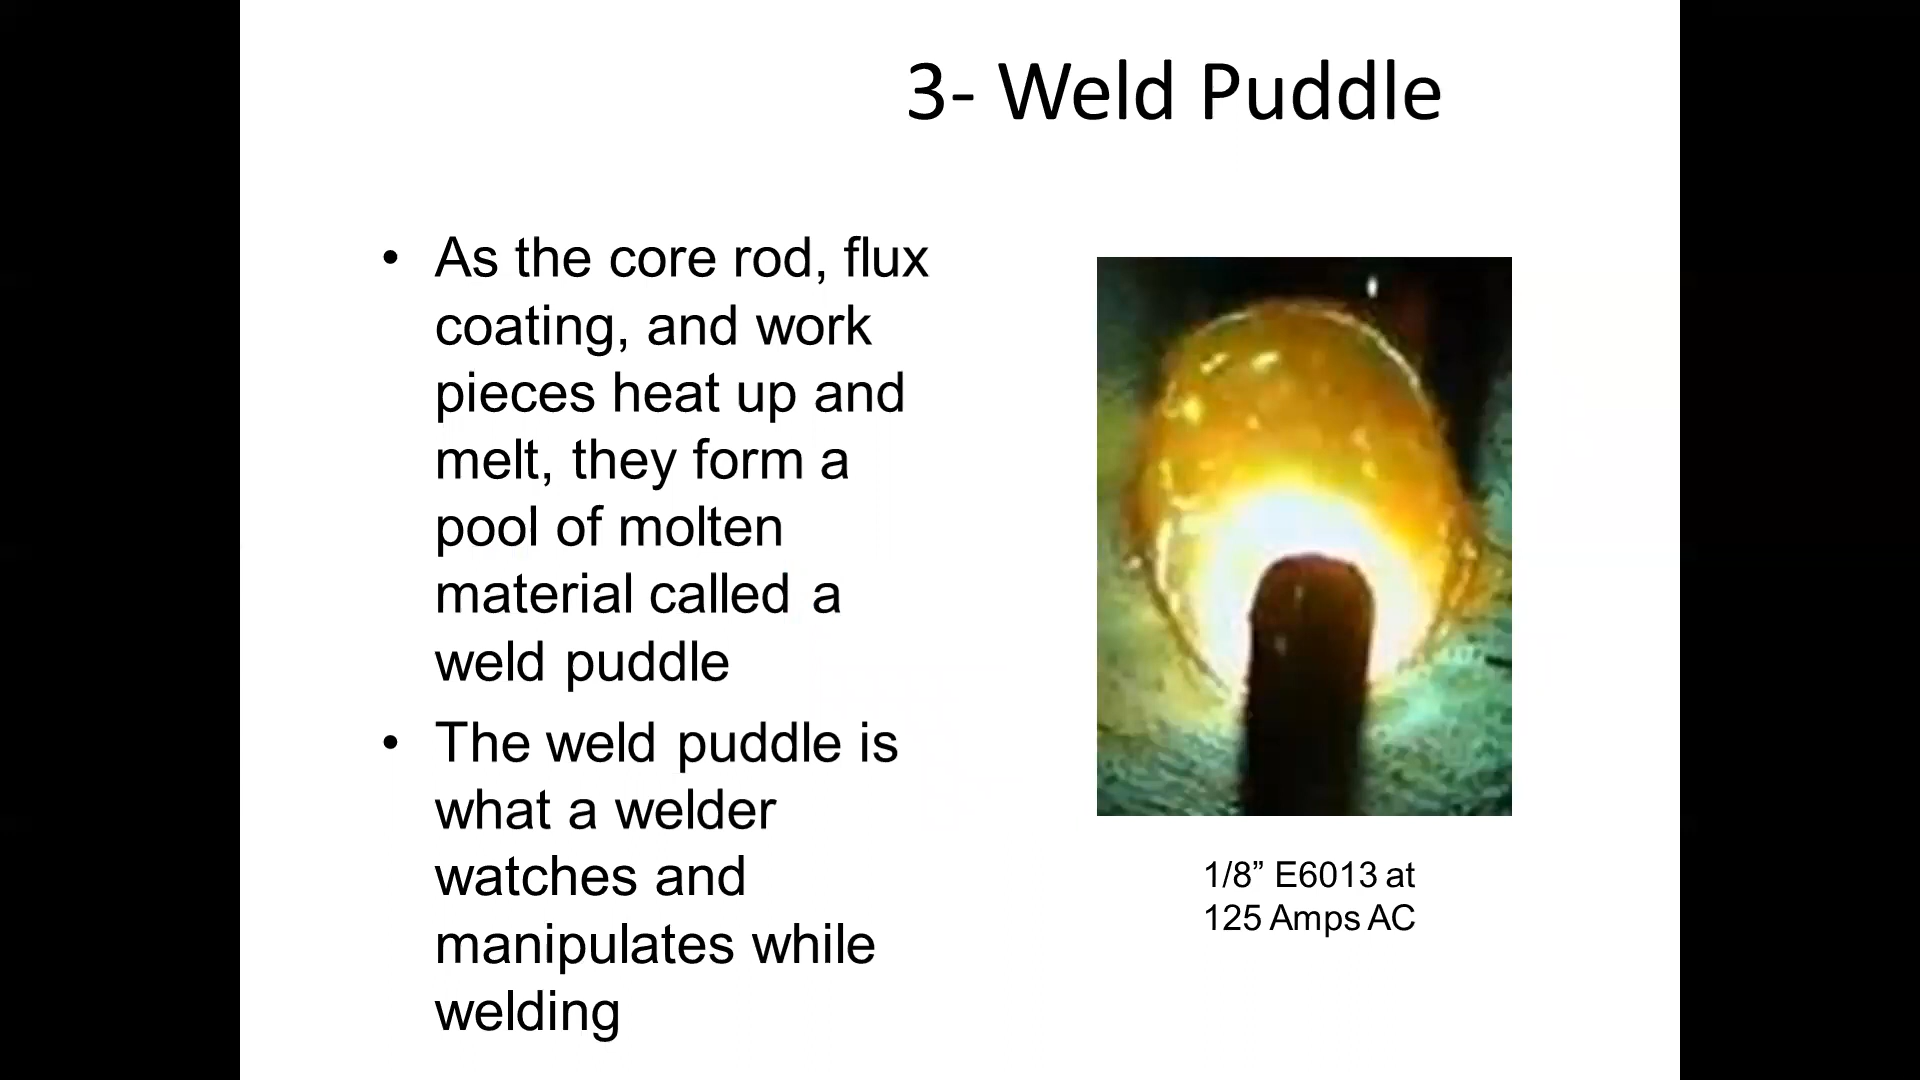 3- Weld Puddle
• As the core rod, flux
coating, and work
pieces heat up and
melt, they form a
pool of molten
material called a
weld puddle
• The weld puddle is
what a welder
watches and
manipulates while
welding
1/8” E6013 at
125 Amps AC